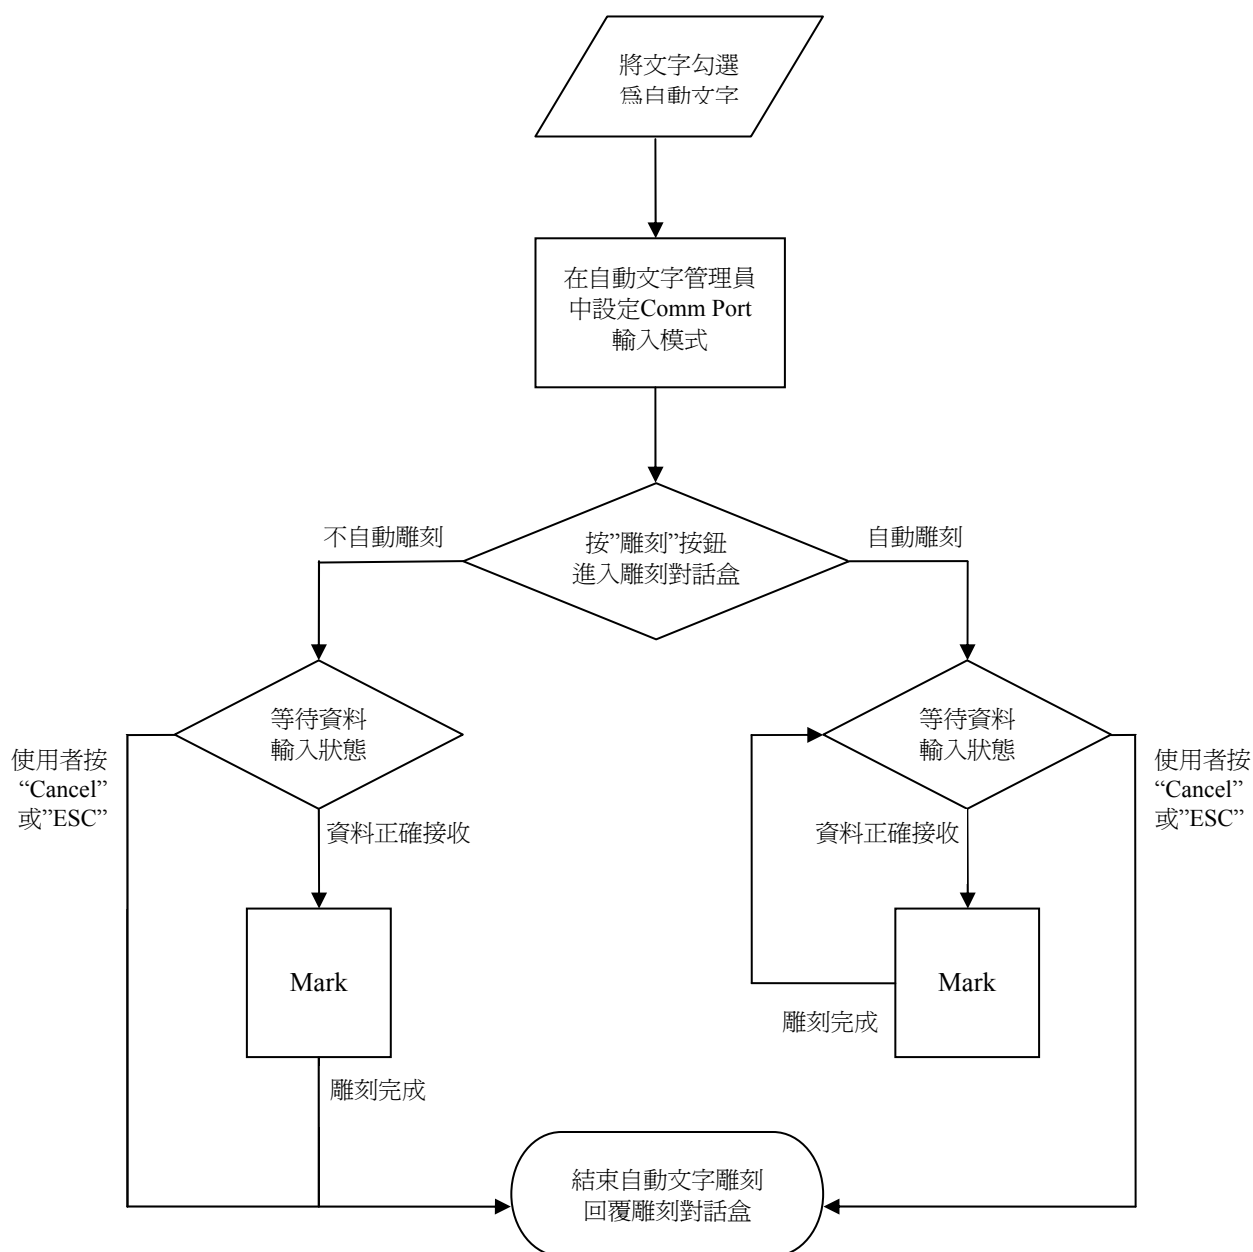 將文字勾選
爲自動文字
在自動文字管理員
中設定Comm Port
輸入模式
不自動雕刻
按”雕刻”按鈕
進入雕刻對話盒
自動雕刻
等待資料
輸入狀態
等待資料
輸入狀態
使用者按
“Cancel”
或”ESC”
使用者按
“Cancel”
或”ESC”
資料正確接收
資料正確接收
Mark
Mark
雕刻完成
雕刻完成
結束自動文字雕刻
回覆雕刻對話盒